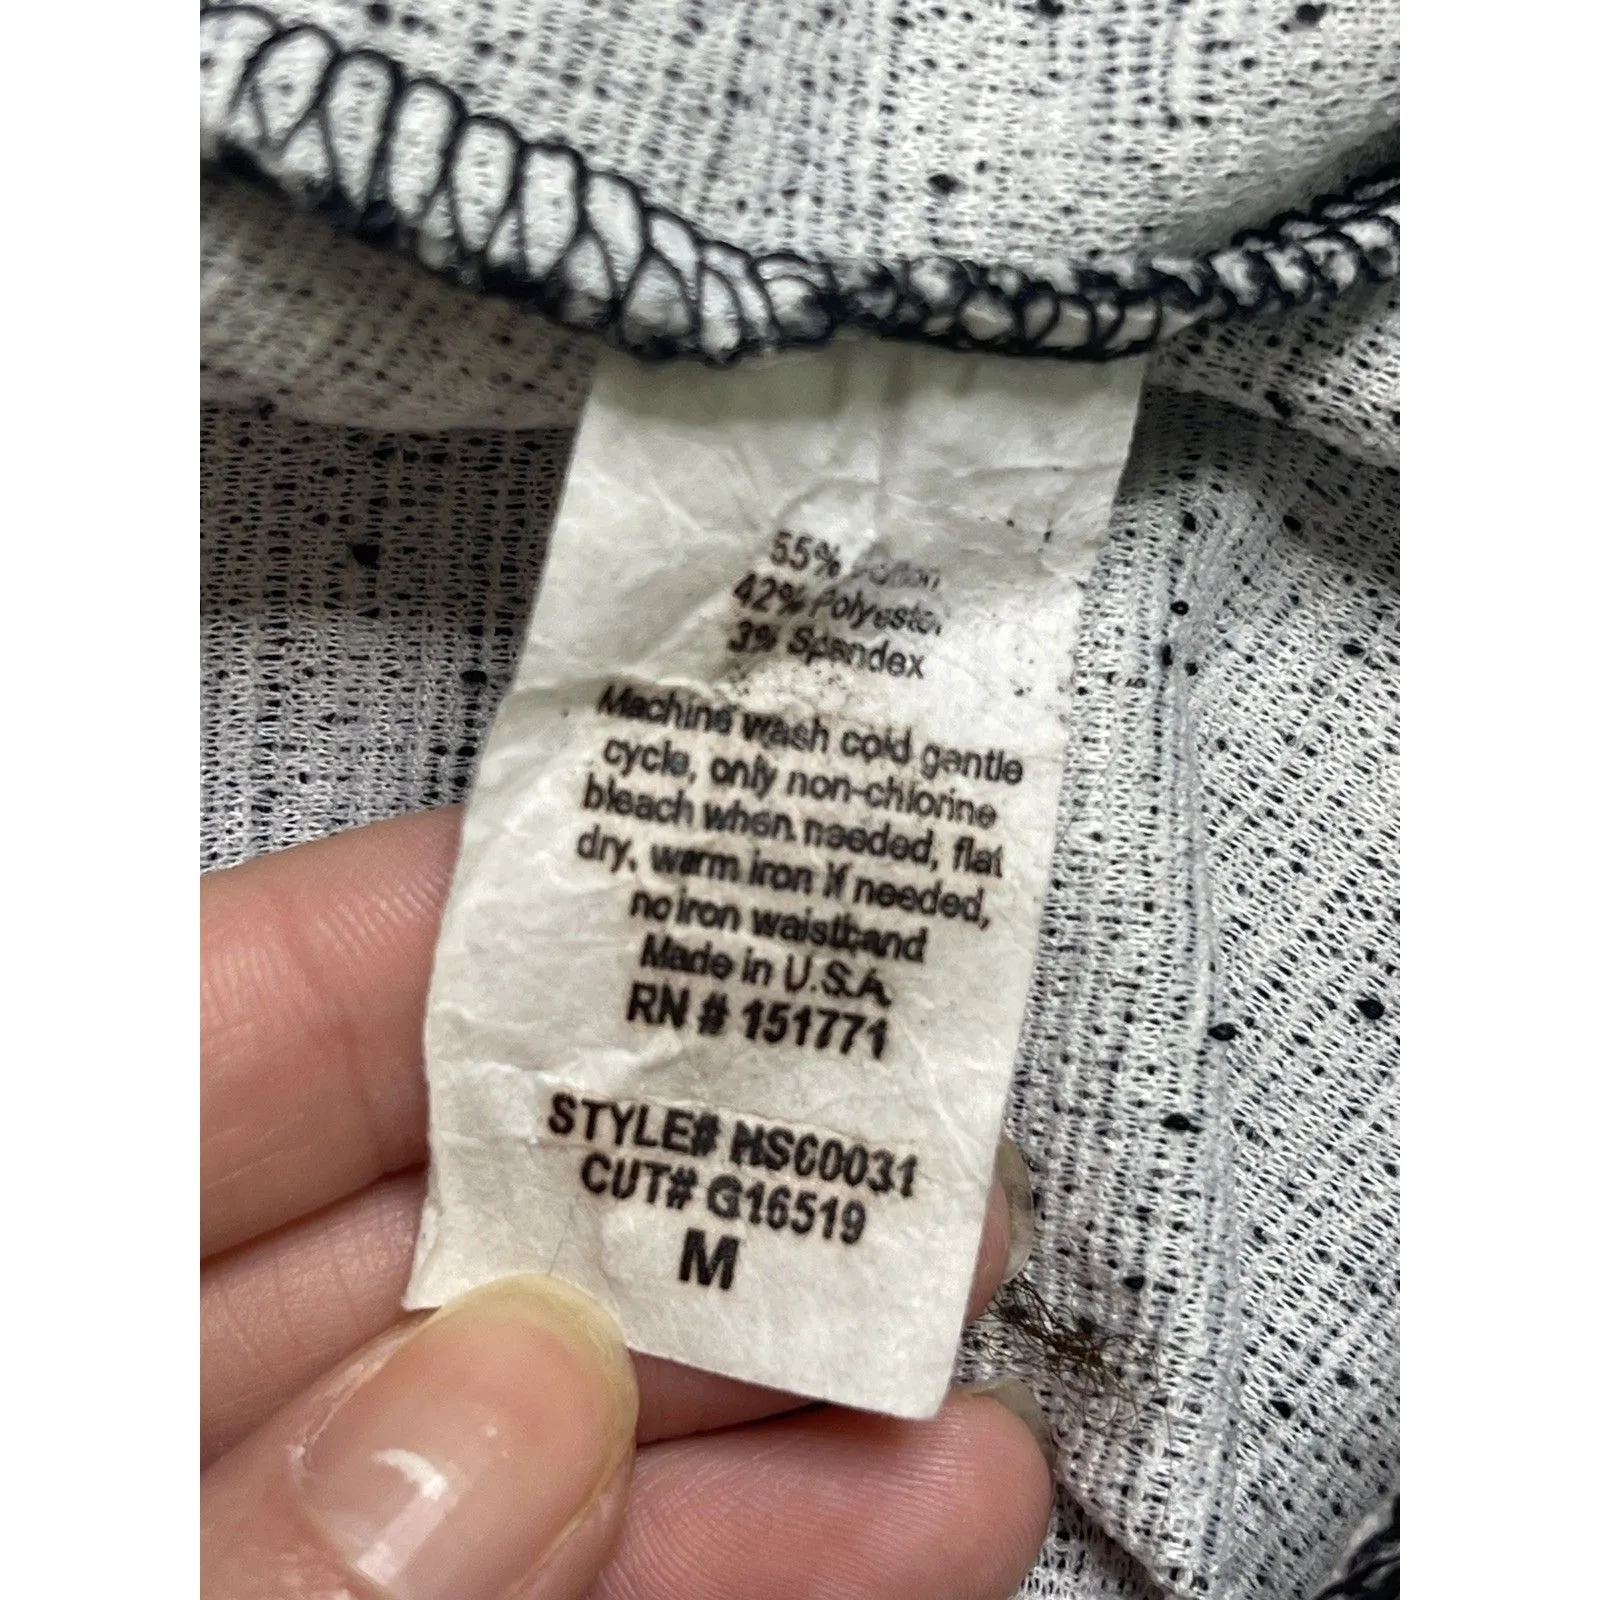 55% Cotton
42% Polyester
3% Spandex
Machine wash cold gentle
cycle, only non-chlorine
bleach when needed, flat
dry, warm iron if needed,
no iron waistband
Made in U.S.A.
RN # 151771
STYLE# HS60031
CUT# G16519
M